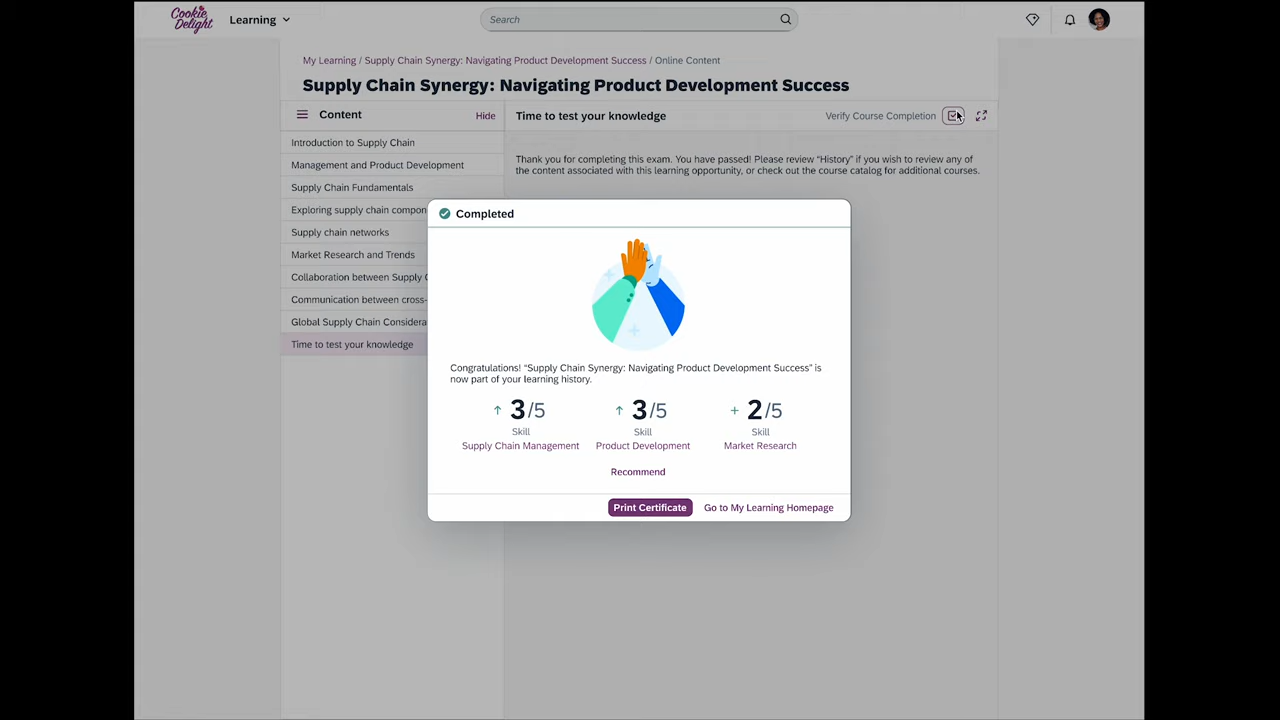 Cookie
Delight
Learning
Search
My Learning / Supply Chain Synergy: Navigating Product Development Success / Online Content
Supply Chain Synergy: Navigating Product Development Success
Content
Hide
Time to test your knowledge
Verify Course Completion
Introduction to Supply Chain
Management and Product Development
Supply Chain Fundamentals
Exploring supply chain compon
Supply chain networks
Market Research and Trends
Collaboration between Supply C
Communication between cross-
Global Supply Chain Considera
Time to test your knowledge
Thank you for completing this exam. You have passed! Please review “History” if you wish to review any of
the content associated with this learning opportunity, or check out the course catalog for additional courses.
Completed
Congratulations! “Supply Chain Synergy: Navigating Product Development Success” is
now part of your learning history.
↑ 3/5 ↑ 3/5 + 2/5
Skill Skill Skill
Supply Chain Management Product Development Market Research
Recommend
Print Certificate Go to My Learning Homepage